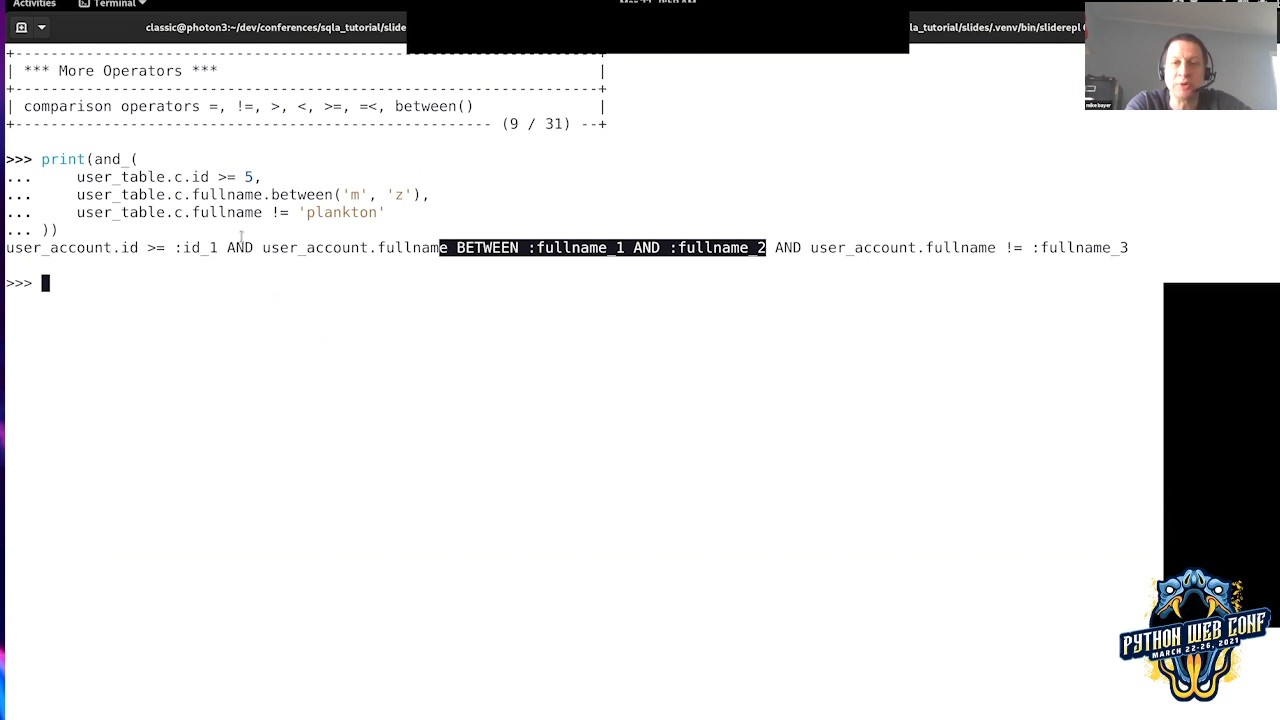 Activities
Terminal
classic@photon3:~/dev/conferences/sqla_tutorial/slide
la_tutorial/slides/.venv/bin/sliderepl
mike bayer
+------------------------------------------------------------------+
| *** More Operators *** |
+------------------------------------------------------------------+
| comparison operators =, !=, >, <, >=, =<, between() |
+------------------------------------------------------ (9 / 31) --+
>>> print(and_(
... user_table.c.id >= 5,
... user_table.c.fullname.between('m', 'z'),
... user_table.c.fullname != 'plankton'
... ))
user_account.id >= :id_1 AND user_account.fullname BETWEEN :fullname_1 AND :fullname_2 AND user_account.fullname != :fullname_3
>>>
PYTHON WEB CONF
MARCH 22-26, 2021